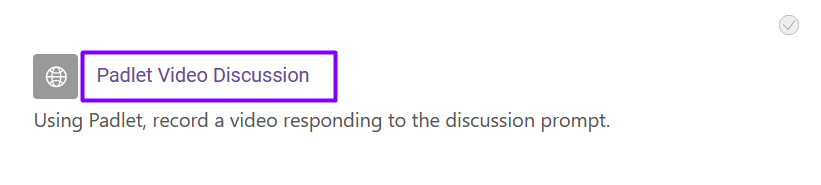 Padlet Video Discussion
Using Padlet, record a video responding to the discussion prompt.